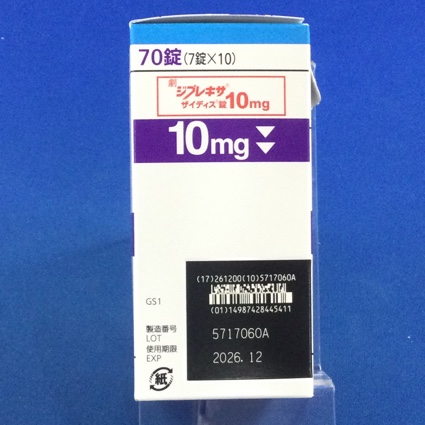 70錠(7錠×10)
劇 ジプレキサ®
ザイディス®錠10mg
10mg
(17)261200(10)5717060A
(01)14987428445411
GS1
製造番号
LOT 5717060A
使用期限
EXP 2026.12
紙